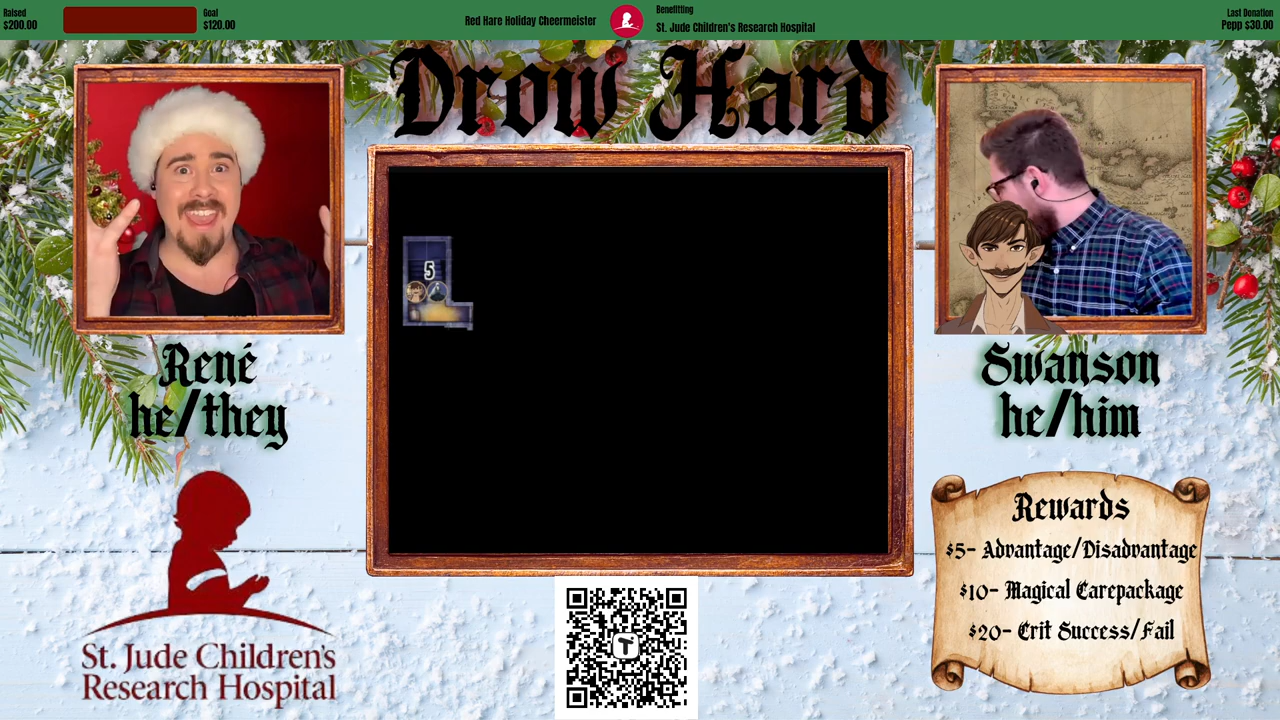 Raised
$200.00
Goal
$120.00
Red Hare Holiday Cheermeister
Benefitting
St. Jude Children's Research Hospital
Last Donation
Pepp $30.00
Drow Hard
5
René
he/they
Swanson
he/him
St. Jude Children's
Research Hospital
T
Rewards
$5- Advantage/Disadvantage
$10- Magical Carepackage
$20- Crit Success/Fail